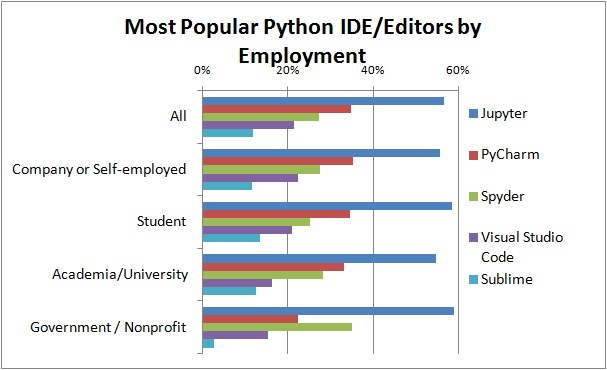 Most Popular Python IDE/Editors by
Employment
0% 20% 40% 60%
All
Company or Self-employed
Student
Academia/University
Government / Nonprofit
Jupyter
PyCharm
Spyder
Visual Studio
Code
Sublime